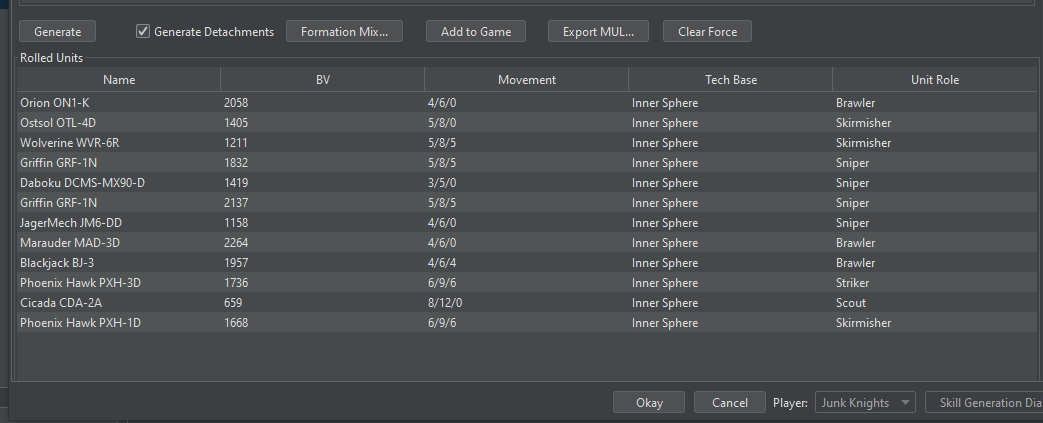 Generate Generate Detachments Formation Mix... Add to Game Export MUL... Clear Force
Rolled Units
Name BV Movement Tech Base Unit Role
Orion ON1-K 2058 4/6/0 Inner Sphere Brawler
Ostsol OTL-4D 1405 5/8/0 Inner Sphere Skirmisher
Wolverine WVR-6R 1211 5/8/5 Inner Sphere Skirmisher
Griffin GRF-1N 1832 5/8/5 Inner Sphere Sniper
Daboku DCMS-MX90-D 1419 3/5/0 Inner Sphere Sniper
Griffin GRF-1N 2137 5/8/5 Inner Sphere Sniper
JagerMech JM6-DD 1158 4/6/0 Inner Sphere Sniper
Marauder MAD-3D 2264 4/6/0 Inner Sphere Brawler
Blackjack BJ-3 1957 4/6/4 Inner Sphere Brawler
Phoenix Hawk PXH-3D 1736 6/9/6 Inner Sphere Striker
Cicada CDA-2A 659 8/12/0 Inner Sphere Scout
Phoenix Hawk PXH-1D 1668 6/9/6 Inner Sphere Skirmisher
Okay Cancel Player: Junk Knights Skill Generation Dia